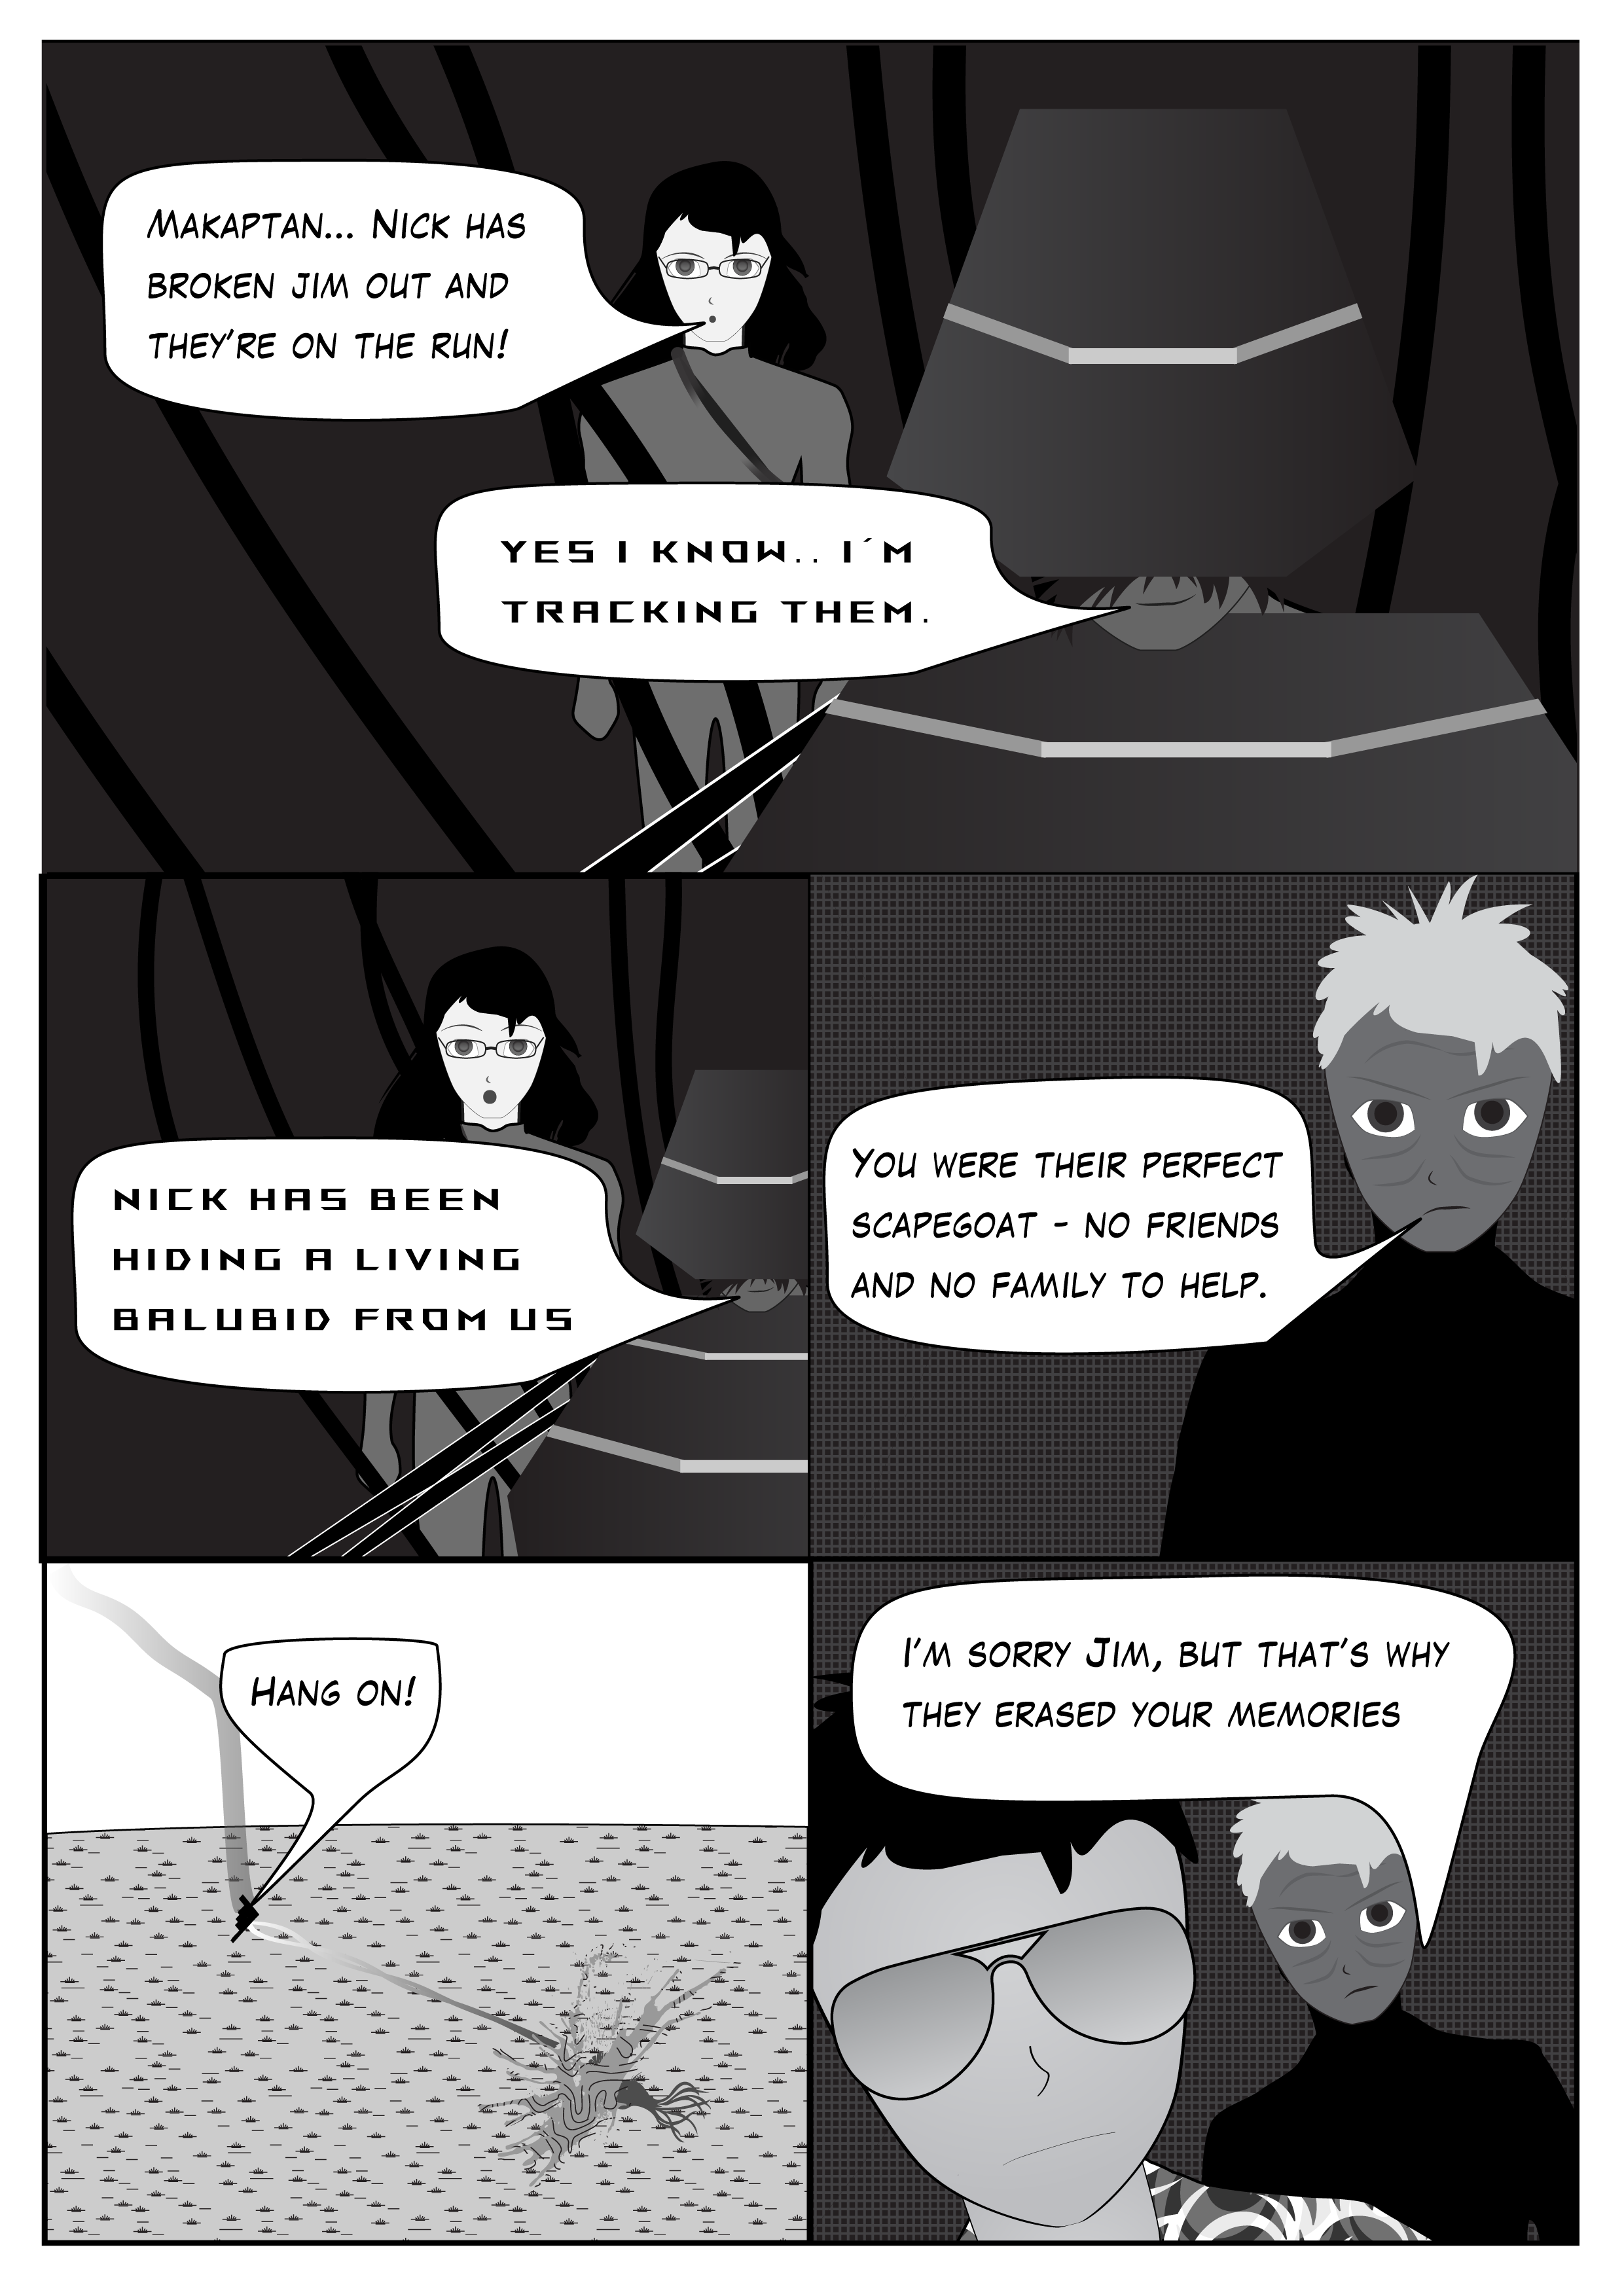 Makaptan... Nick has
broken Jim out and
they're on the run!
YES I KNOW.. I´M
TRACKING THEM.
NICK HAS BEEN
HIDING A LIVING
BALUBID FROM US
You were their perfect
scapegoat - no friends
and no family to help.
Hang on!
I'm sorry Jim, but that's why
they erased your memories